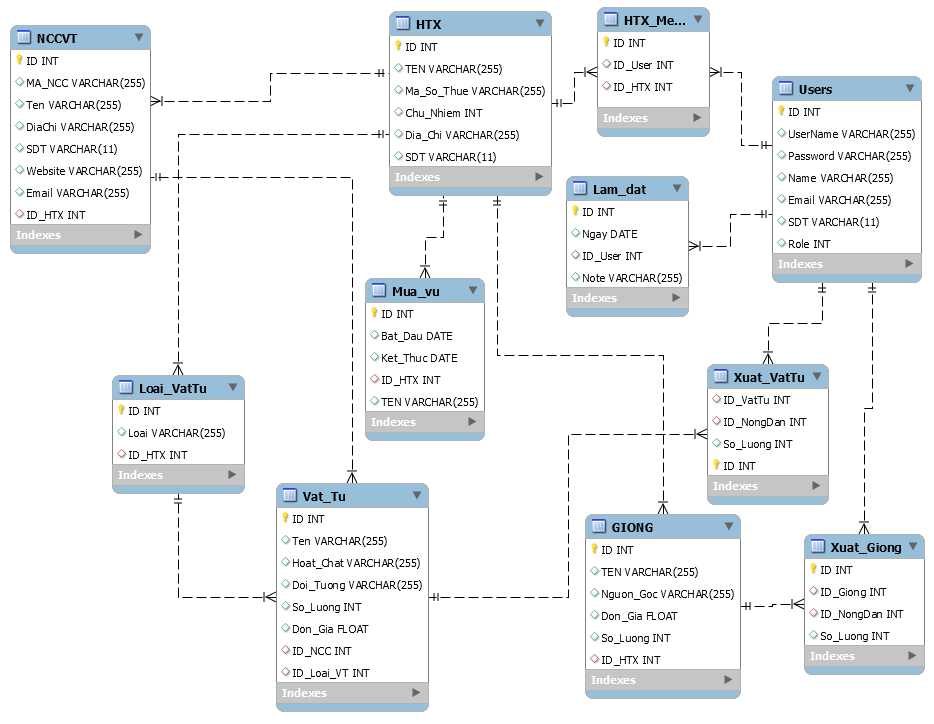 NCCVT
ID INT
MA_NCC VARCHAR(255)
Ten VARCHAR(255)
DiaChi VARCHAR(255)
SDT VARCHAR(11)
Website VARCHAR(255)
Email VARCHAR(255)
ID_HTX INT
Indexes
HTX
ID INT
TEN VARCHAR(255)
Ma_So_Thue VARCHAR(255)
Chu_Nhiem INT
Dia_Chi VARCHAR(255)
SDT VARCHAR(11)
Indexes
HTX_Me...
ID INT
ID_User INT
ID_HTX INT
Indexes
Users
ID INT
UserName VARCHAR(255)
Password VARCHAR(255)
Name VARCHAR(255)
Email VARCHAR(255)
SDT VARCHAR(11)
Role INT
Indexes
Lam_dat
ID INT
Ngay DATE
ID_User INT
Note VARCHAR(255)
Indexes
Mua_vu
ID INT
Bat_Dau DATE
Ket_Thuc DATE
ID_HTX INT
TEN VARCHAR(255)
Indexes
Loai_VatTu
ID INT
Loai VARCHAR(255)
ID_HTX INT
Indexes
Xuat_VatTu
ID_VatTu INT
ID_NongDan INT
So_Luong INT
ID INT
Indexes
Vat_Tu
ID INT
Ten VARCHAR(255)
Hoat_Chat VARCHAR(255)
Doi_Tuong VARCHAR(255)
So_Luong INT
Don_Gia FLOAT
ID_NCC INT
ID_Loai_VT INT
Indexes
GIONG
ID INT
TEN VARCHAR(255)
Nguon_Goc VARCHAR(255)
Don_Gia FLOAT
So_Luong INT
ID_HTX INT
Indexes
Xuat_Giong
ID INT
ID_Giong INT
ID_NongDan INT
So_Luong INT
Indexes